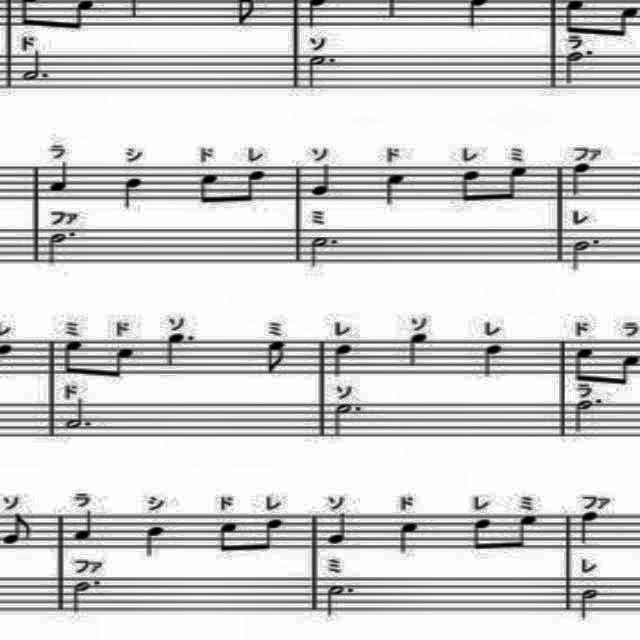 ド ソ ラ
ラ シ ド レ ソ ド レ ミ ファ
ファ ミ レ
レ ミ ド ソ ミ レ ソ レ ド ラ
ド ソ ラ
ソ ラ シ ド レ ソ ド レ ミ ファ
ファ ミ レ